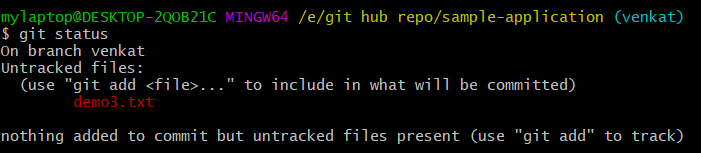 mylaptop@DESKTOP-2QOB21C MINGW64 /e/git hub repo/sample-application (venkat)
$ git status
On branch venkat
Untracked files:
  (use "git add <file>..." to include in what will be committed)
        demo3.txt

nothing added to commit but untracked files present (use "git add" to track)